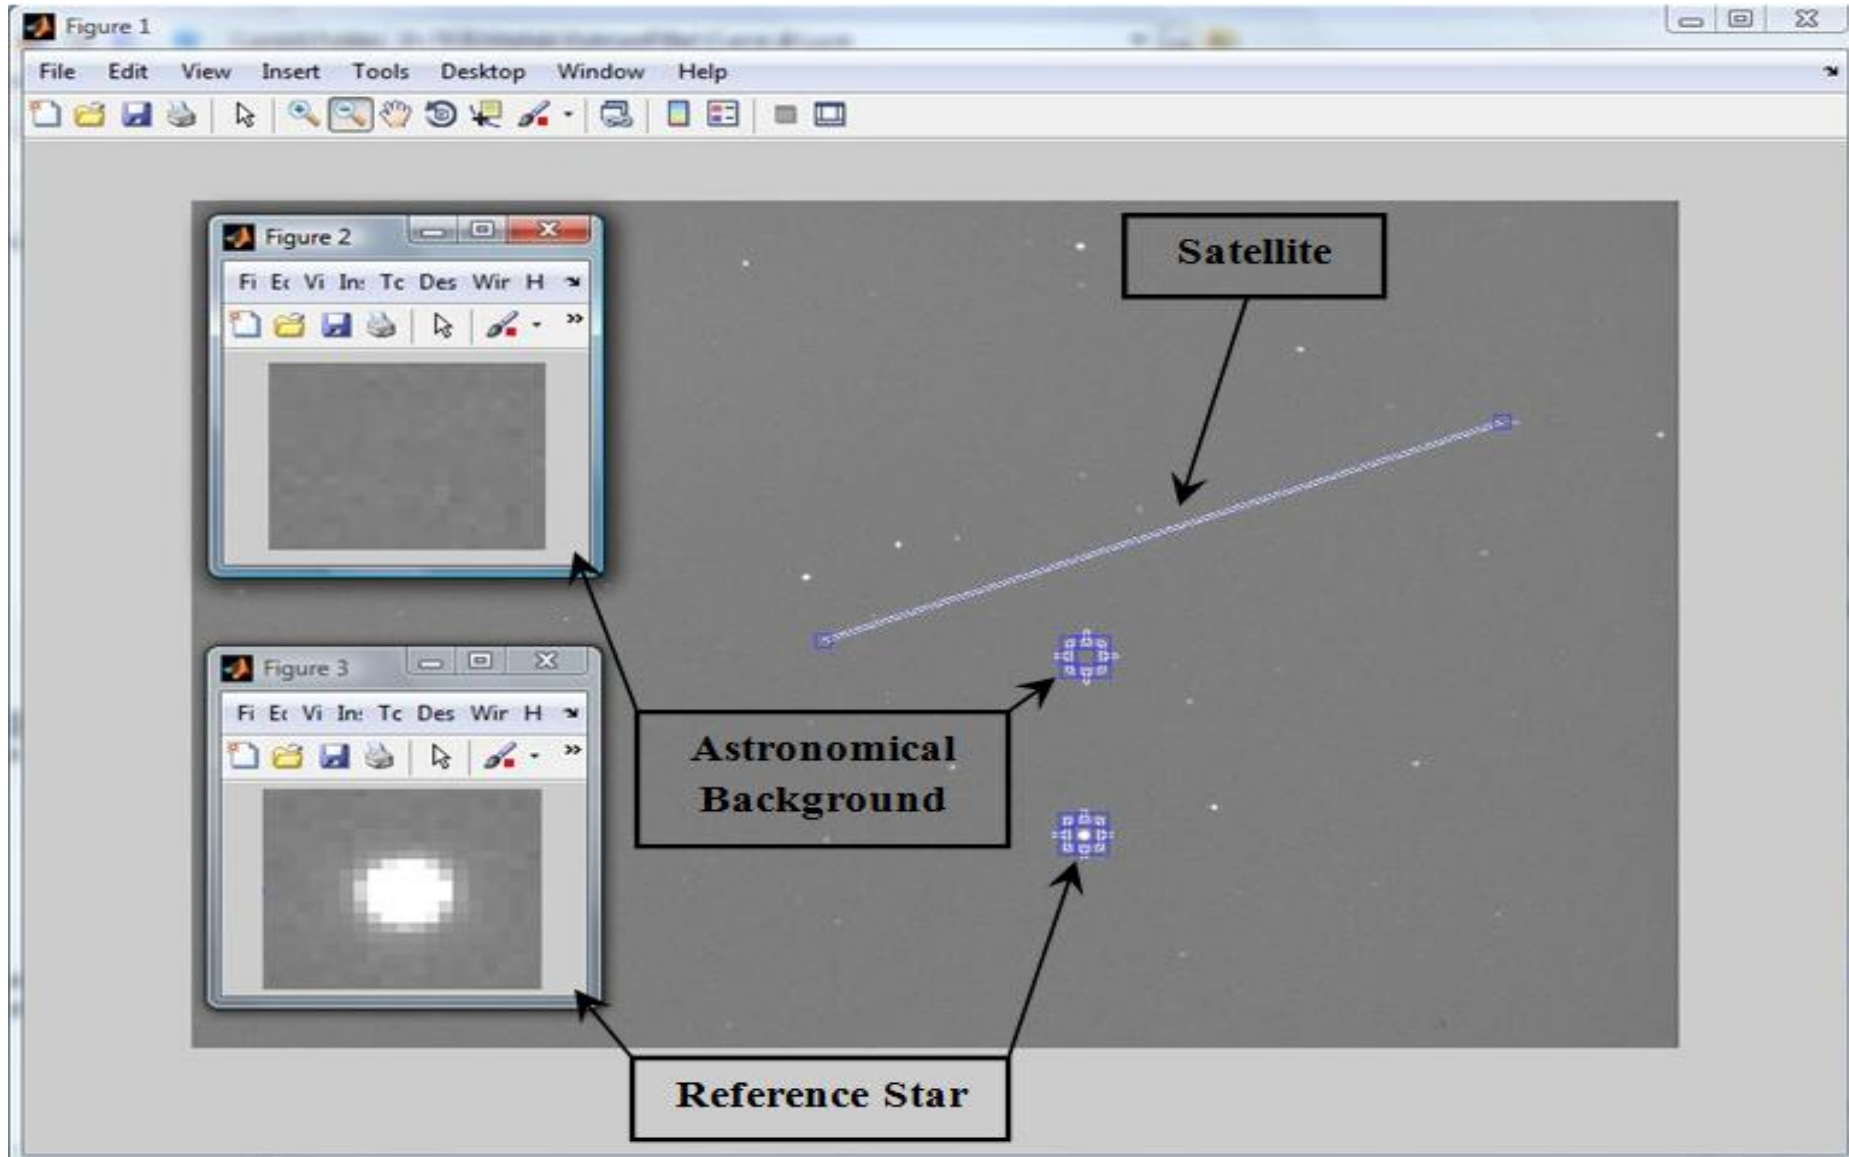 Figure 1
File Edit View Insert Tools Desktop Window Help
Figure 2
Fi Ec Vi In: Tc Des Wir H
Satellite
Figure 3
Fi Ec Vi In: Tc Des Wir H
Astronomical
Background
Reference Star